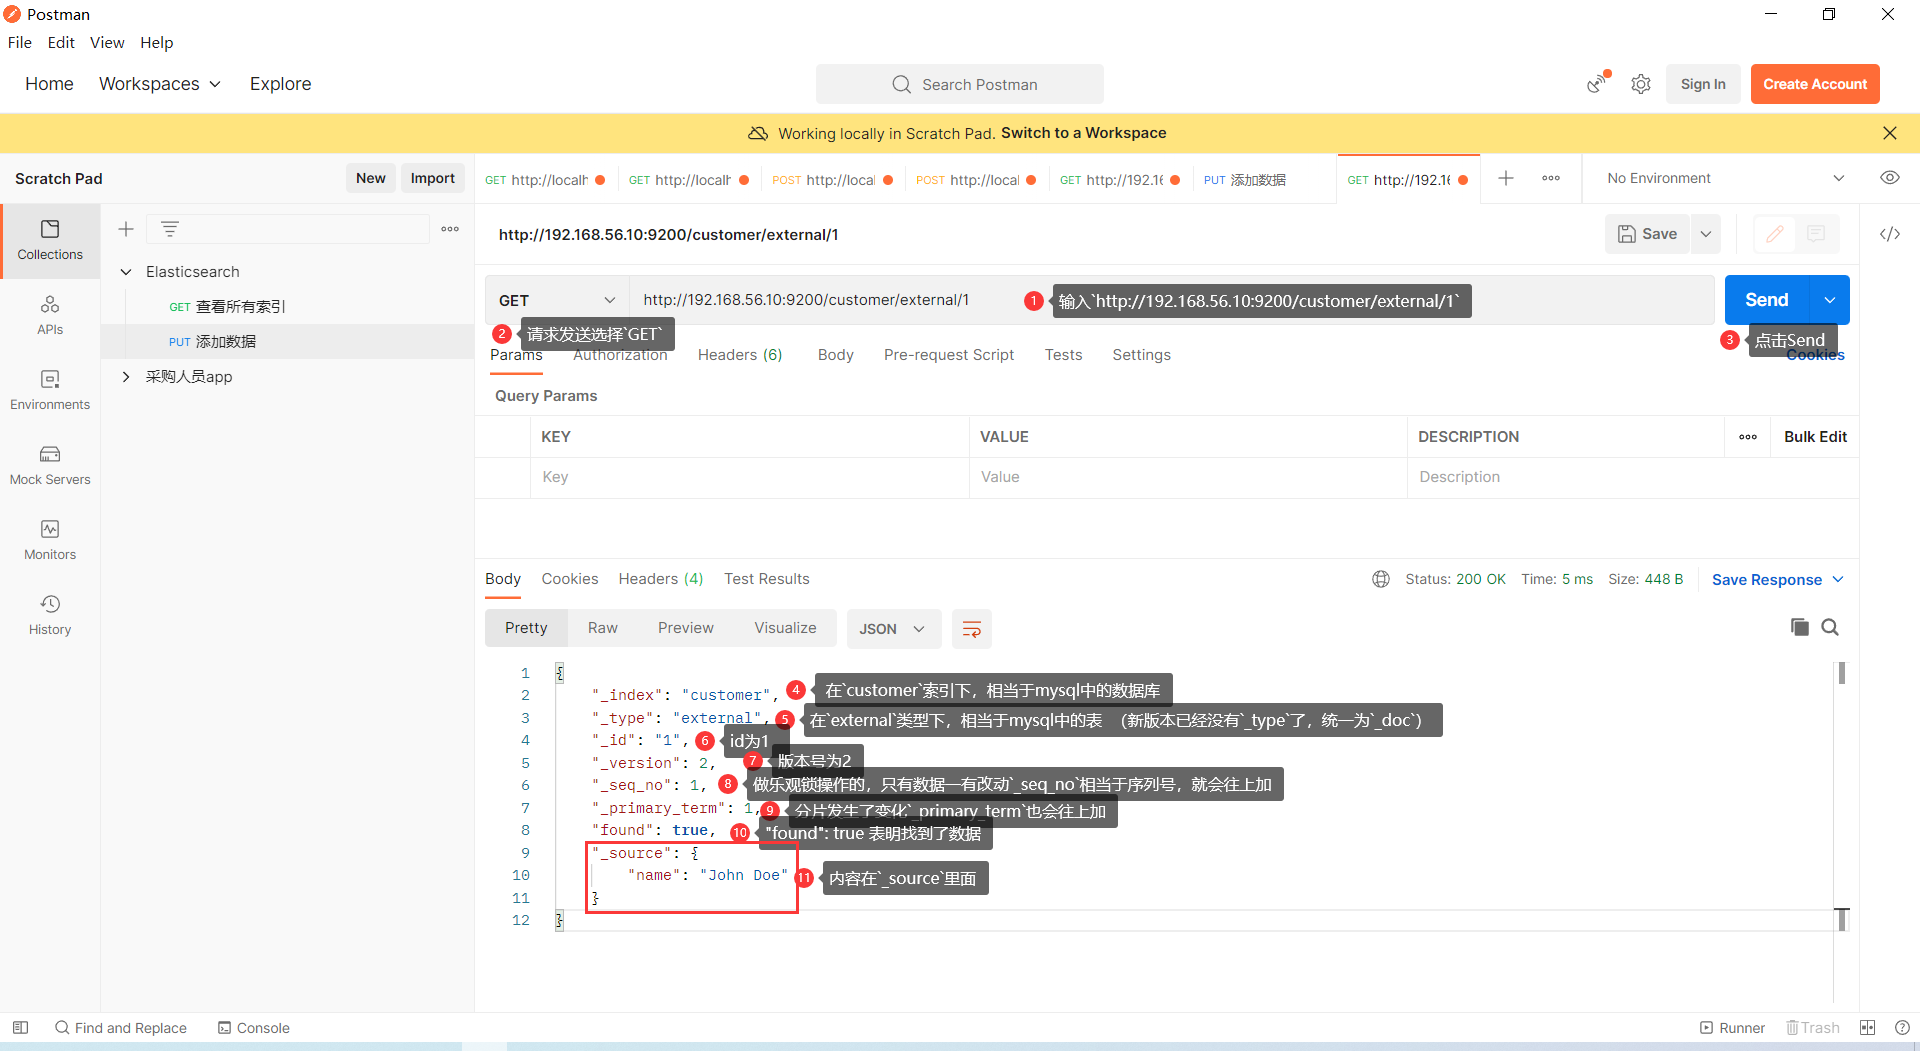 Postman
File Edit View Help
Home Workspaces Explore Search Postman Sign In Create Account
Working locally in Scratch Pad. Switch to a Workspace
Scratch Pad New Import GET http://localh GET http://localh POST http://local POST http://local GET http://192.16 PUT 添加数据 GET http://192.16 No Environment
Collections
APIs
Environments
Mock Servers
Monitors
History
Elasticsearch
GET 查看所有索引
PUT 添加数据
采购人员app
http://192.168.56.10:9200/customer/external/1 Save
GET http://192.168.56.10:9200/customer/external/1 1 输入`http://192.168.56.10:9200/customer/external/1` Send
2 请求发送选择`GET` 3 点击Send
Params Authorization Headers (6) Body Pre-request Script Tests Settings Cookies
Query Params
KEY VALUE DESCRIPTION Bulk Edit
Key Value Description
Body Cookies Headers (4) Test Results Status: 200 OK Time: 5 ms Size: 448 B Save Response
Pretty Raw Preview Visualize JSON
1 {
2 "_index": "customer", 4 在`customer`索引下，相当于mysql中的数据库
3 "_type": "external", 5 在`external`类型下，相当于mysql中的表 （新版本已经没有`_type`了，统一为`_doc`）
4 "_id": "1", 6 id为1
5 "_version": 2, 7 版本号为2
6 "_seq_no": 1, 8 做乐观锁操作的，只有数据一有改动`_seq_no`相当于序列号，就会往上加
7 "_primary_term": 1, 9 分片发生了变化`_primary_term`也会往上加
8 "found": true, 10 "found": true 表明找到了数据
9 "_source": {
10 "name": "John Doe" 11 内容在`_source`里面
11 }
12 }
Find and Replace Console Runner Trash